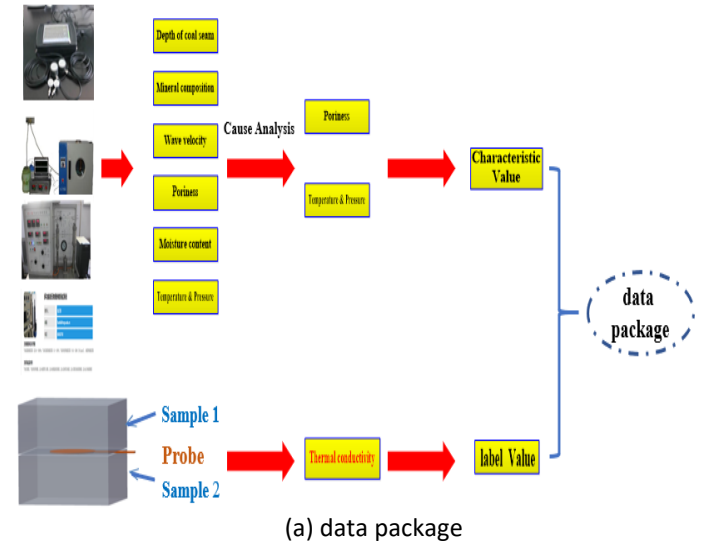 Depth of coal seam
Mineral composition
Wave velocity
Poriness
Moisture content
Temperature & Pressure
Cause Analysis
Poriness
Temperature & Pressure
Characteristic
Value
data
package
Sample 1
Probe
Sample 2
Thermal conductivity
label Value
(a) data package